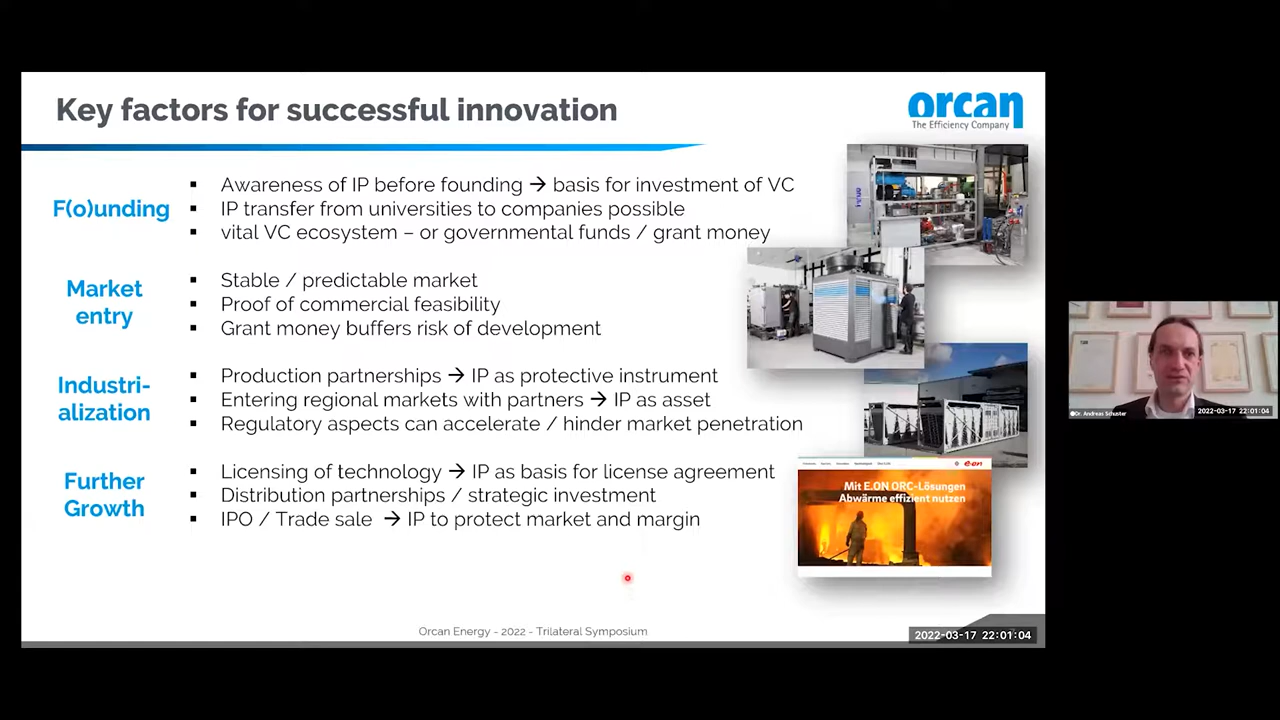 Key factors for successful innovation
orcan
The Efficiency Company
F(o)unding
▪ Awareness of IP before founding → basis for investment of VC
▪ IP transfer from universities to companies possible
▪ vital VC ecosystem – or governmental funds / grant money
Market
entry
▪ Stable / predictable market
▪ Proof of commercial feasibility
▪ Grant money buffers risk of development
Industri-
alization
▪ Production partnerships → IP as protective instrument
▪ Entering regional markets with partners → IP as asset
▪ Regulatory aspects can accelerate / hinder market penetration
Further
Growth
▪ Licensing of technology → IP as basis for license agreement
▪ Distribution partnerships / strategic investment
▪ IPO / Trade sale → IP to protect market and margin
e·on
Mit E.ON ORC-Lösungen
Abwärme effizient nutzen
Orcan Energy - 2022 - Trilateral Symposium
2022-03-17 22:01:04
Dr. Andreas Schuster
2022-03-17 22:01:04